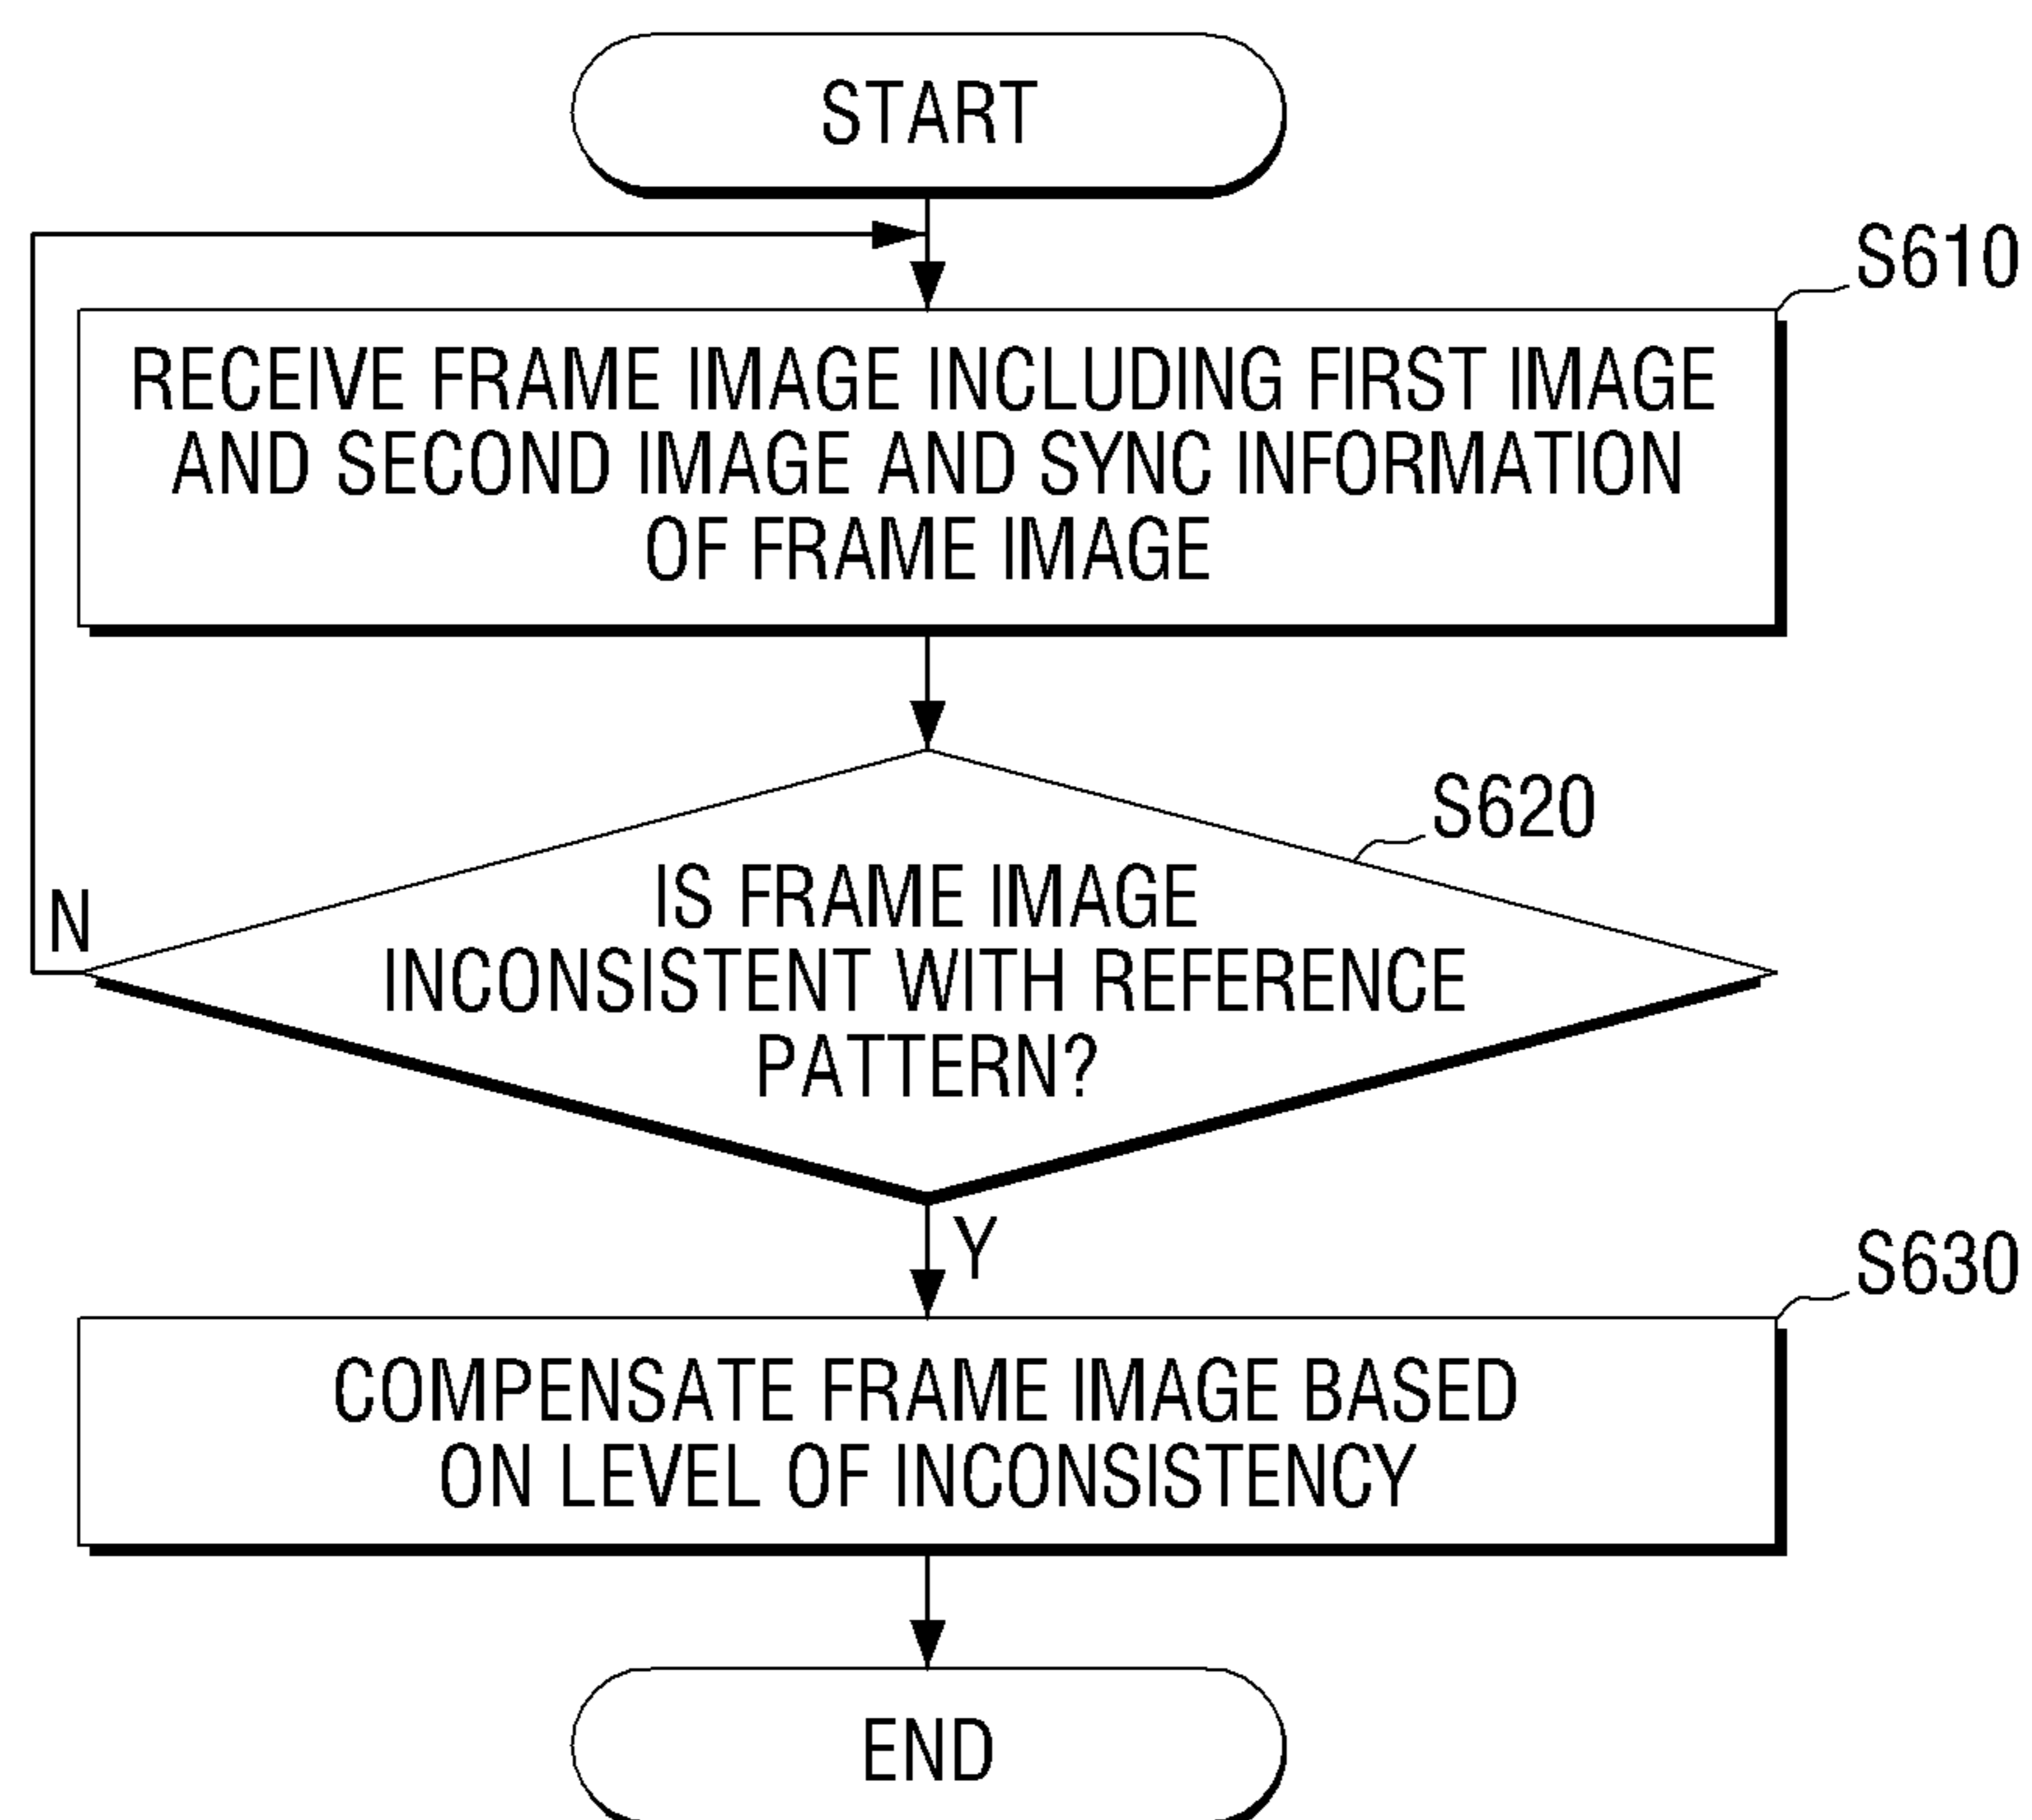 START
S610
RECEIVE FRAME IMAGE INCLUDING FIRST IMAGE
AND SECOND IMAGE AND SYNC INFORMATION
OF FRAME IMAGE
S620
IS FRAME IMAGE
INCONSISTENT WITH REFERENCE
PATTERN?
N
Y
S630
COMPENSATE FRAME IMAGE BASED
ON LEVEL OF INCONSISTENCY
END